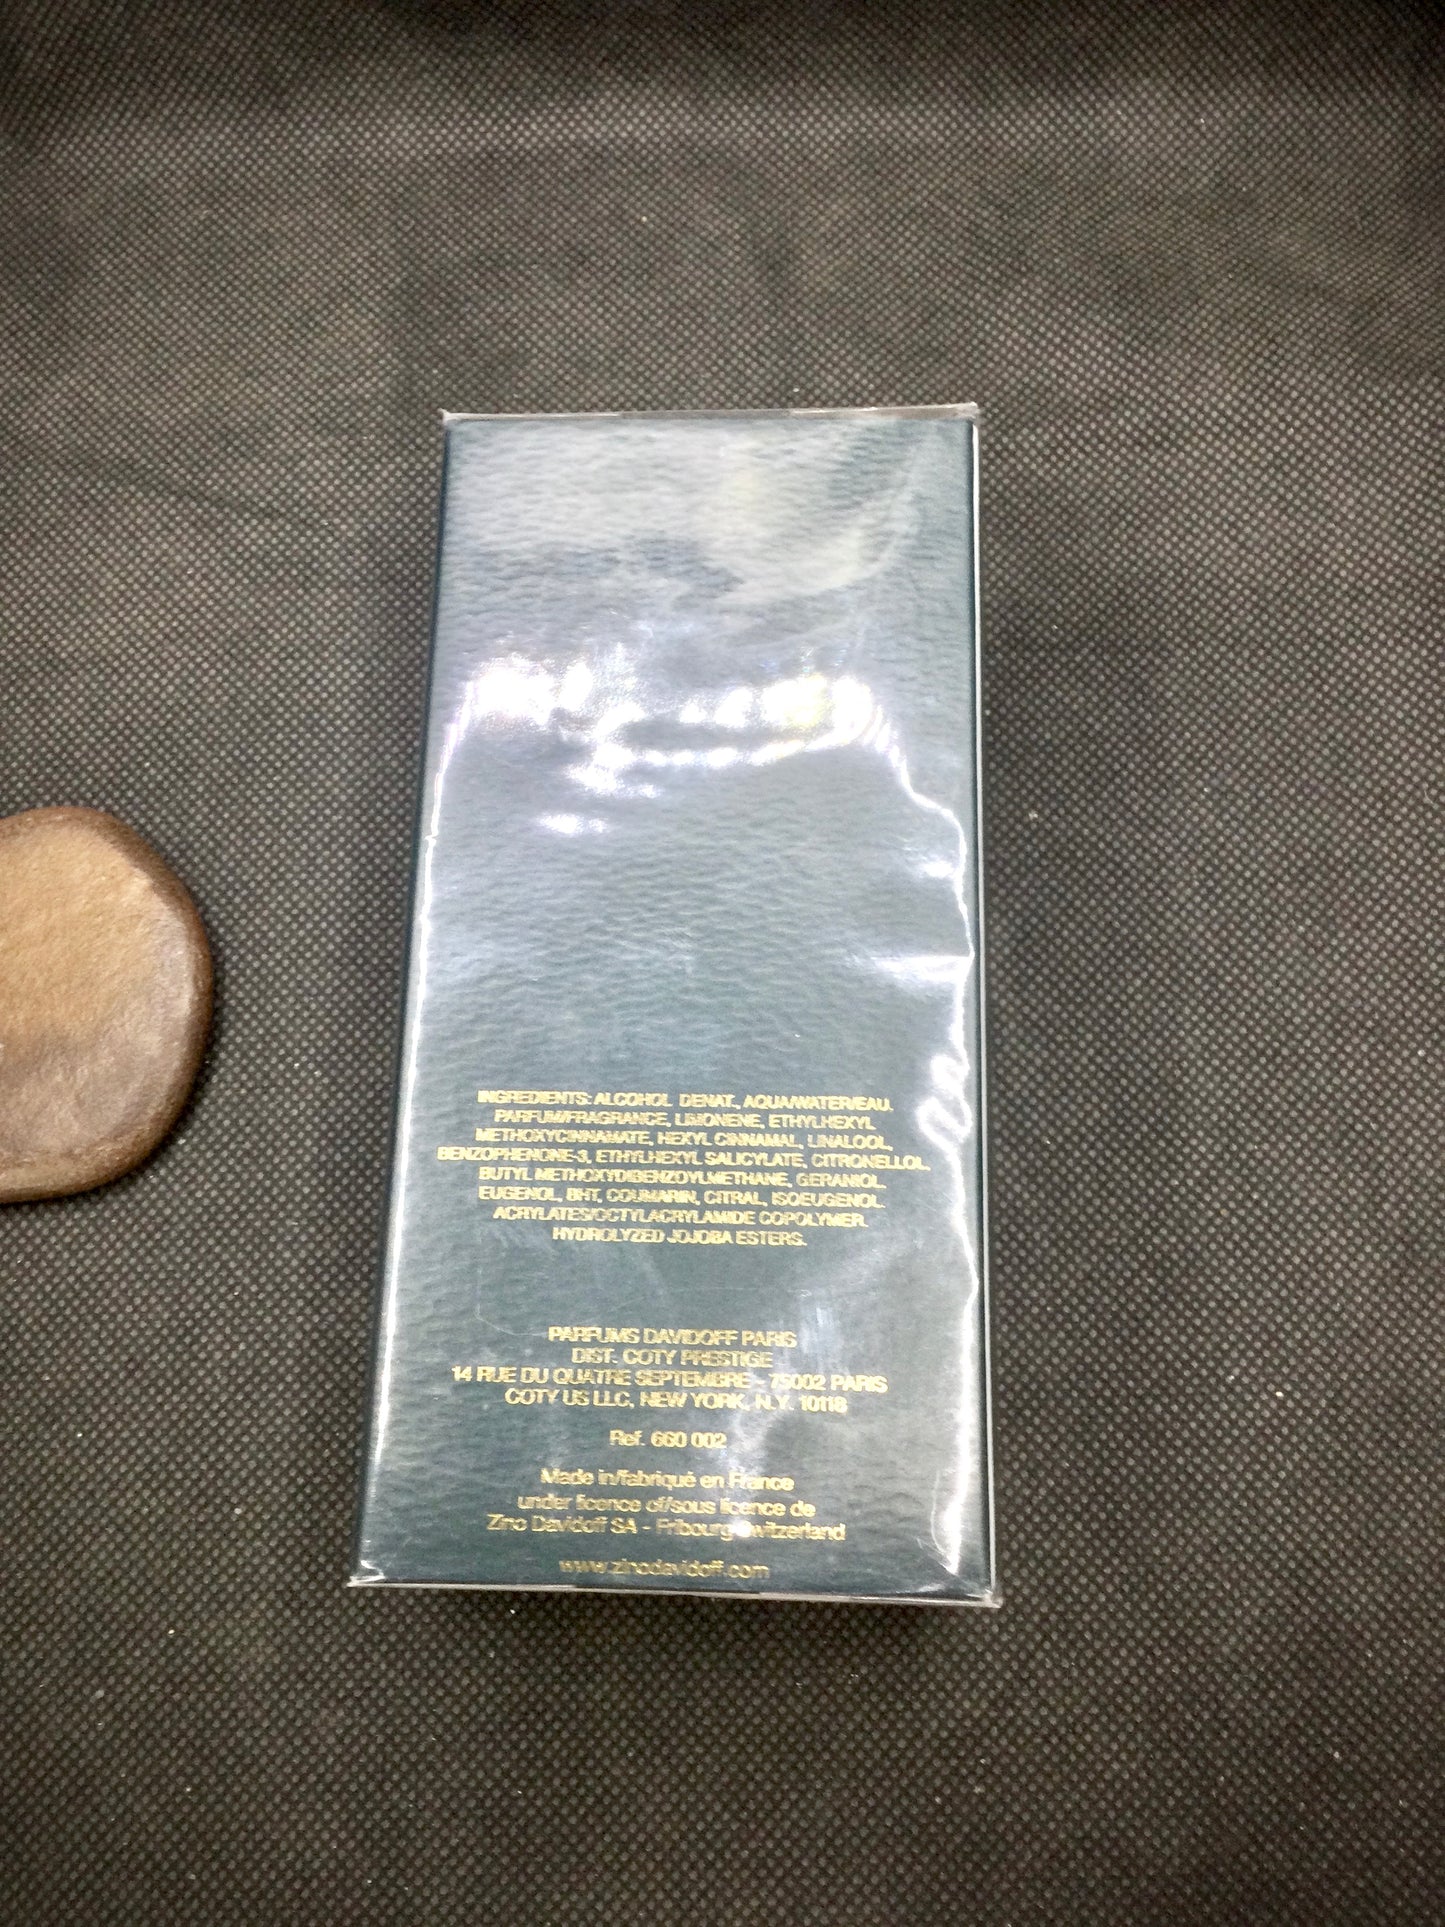 INGREDIENTS: ALCOHOL DENAT., AQUA/WATER/EAU.
PARFUM/FRAGRANCE, LIMONENE, ETHYLHEXYL
METHOXYCINNAMATE, HEXYL CINNAMAL, LINALOOL,
BENZOPHENONE-3, ETHYLHEXYL SALICYLATE, CITRONELLOL,
BUTYL METHOXYDIBENZOYLMETHANE, GERANIOL.
EUGENOL, BHT, COUMARIN, CITRAL, ISOEUGENOL.
ACRYLATES/OCTYLACRYLAMIDE COPOLYMER.
HYDROLYZED JOJOBA ESTERS.
PARFUMS DAVIDOFF PARIS
DIST. COTY PRESTIGE
14 RUE DU QUATRE SEPTEMBRE - 75002 PARIS
COTY US LLC, NEW YORK, N.Y. 10118
Ref. 660 002
Made in/fabriqué en France
under licence of/sous licence de
Zino Davidoff SA - Fribourg Switzerland
www.zinodavidoff.com